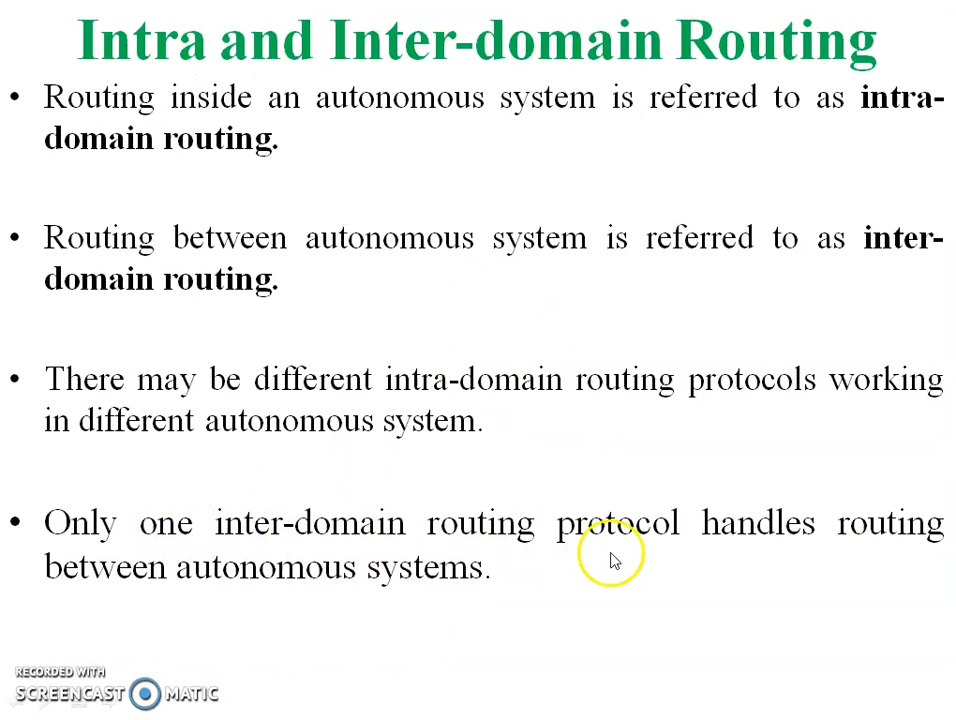 Intra and Inter-domain Routing
• Routing inside an autonomous system is referred to as intra-
domain routing.
• Routing between autonomous system is referred to as inter-
domain routing.
• There may be different intra-domain routing protocols working
in different autonomous system.
• Only one inter-domain routing protocol handles routing
between autonomous systems.
RECORDED WITH
SCREENCAST MATIC